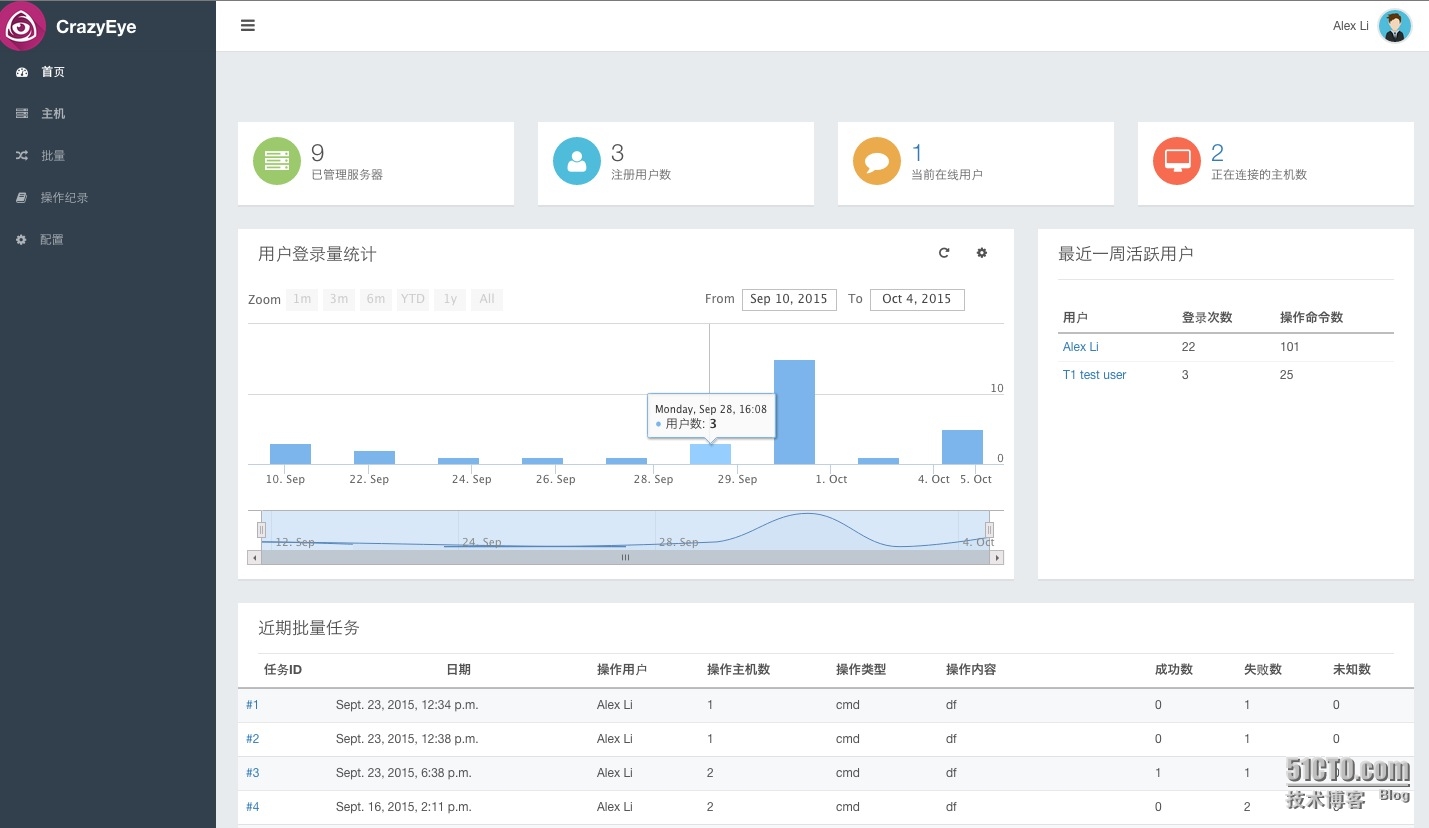 CrazyEye
Alex Li
首页
主机
批量
操作纪录
配置
9
已管理服务器
3
注册用户数
1
当前在线用户
2
正在连接的主机数
用户登录量统计
Zoom 1m 3m 6m YTD 1y All From Sep 10, 2015 To Oct 4, 2015
10
Monday, Sep 28, 16:08
用户数: 3
0
10. Sep 22. Sep 24. Sep 26. Sep 28. Sep 29. Sep 1. Oct 4. Oct 5. Oct
12. Sep 24. Sep 28. Sep 4. Oct
最近一周活跃用户
用户 登录次数 操作命令数
Alex Li 22 101
T1 test user 3 25
近期批量任务
任务ID 日期 操作用户 操作主机数 操作类型 操作内容 成功数 失败数 未知数
#1 Sept. 23, 2015, 12:34 p.m. Alex Li 1 cmd df 0 1 0
#2 Sept. 23, 2015, 12:38 p.m. Alex Li 1 cmd df 0 1 0
#3 Sept. 23, 2015, 6:38 p.m. Alex Li 2 cmd df 1 1 0
#4 Sept. 16, 2015, 2:11 p.m. Alex Li 2 cmd df 0 2
51CTO.com
技术博客 Blog